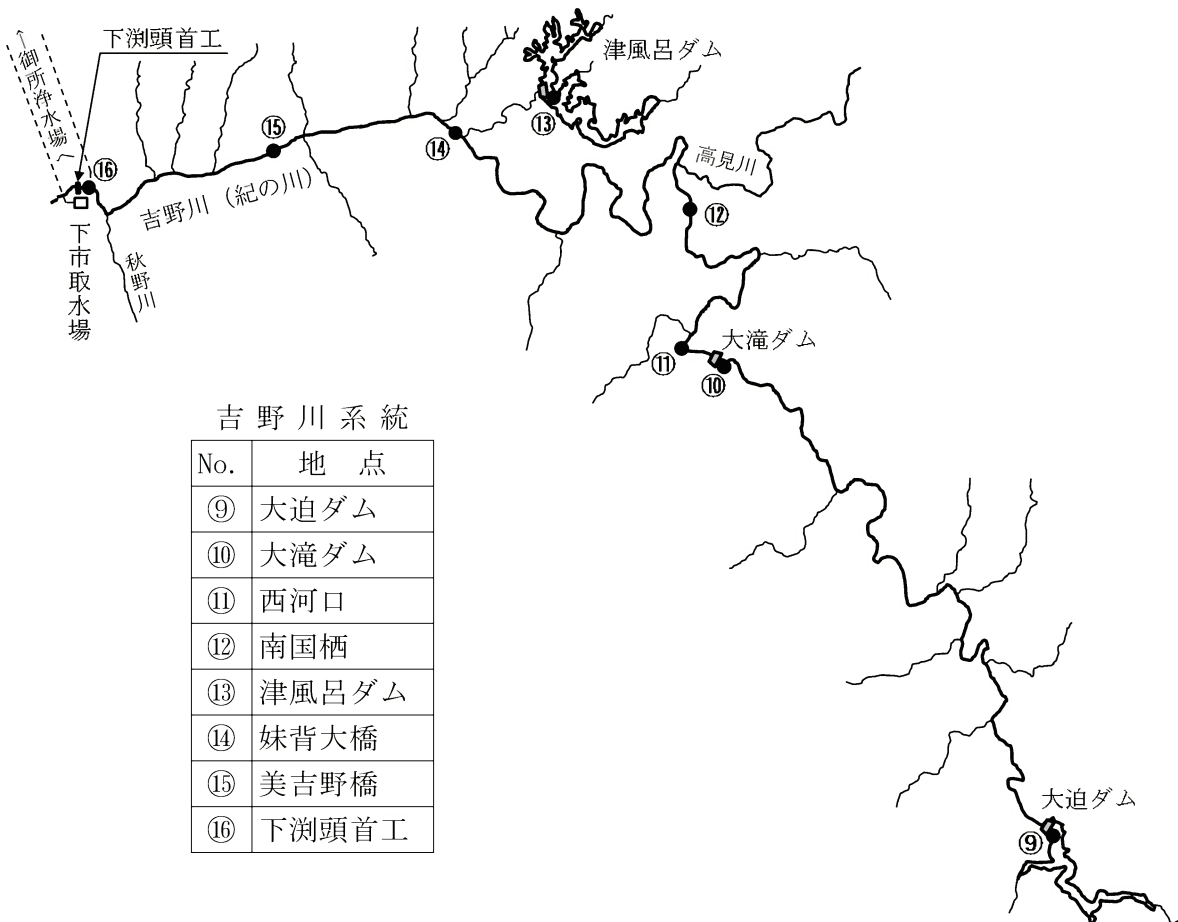 下渕頭首工
←御所浄水場へ
津風呂ダム
⑬
⑮
⑭
高見川
⑯
吉野川（紀の川）
⑫
下市取水場
秋野川
大滝ダム
⑪
⑩
吉野川系統
No. 地点
⑨ 大迫ダム
⑩ 大滝ダム
⑪ 西河口
⑫ 南国栖
⑬ 津風呂ダム
⑭ 妹背大橋
⑮ 美吉野橋
⑯ 下渕頭首工
大迫ダム
⑨